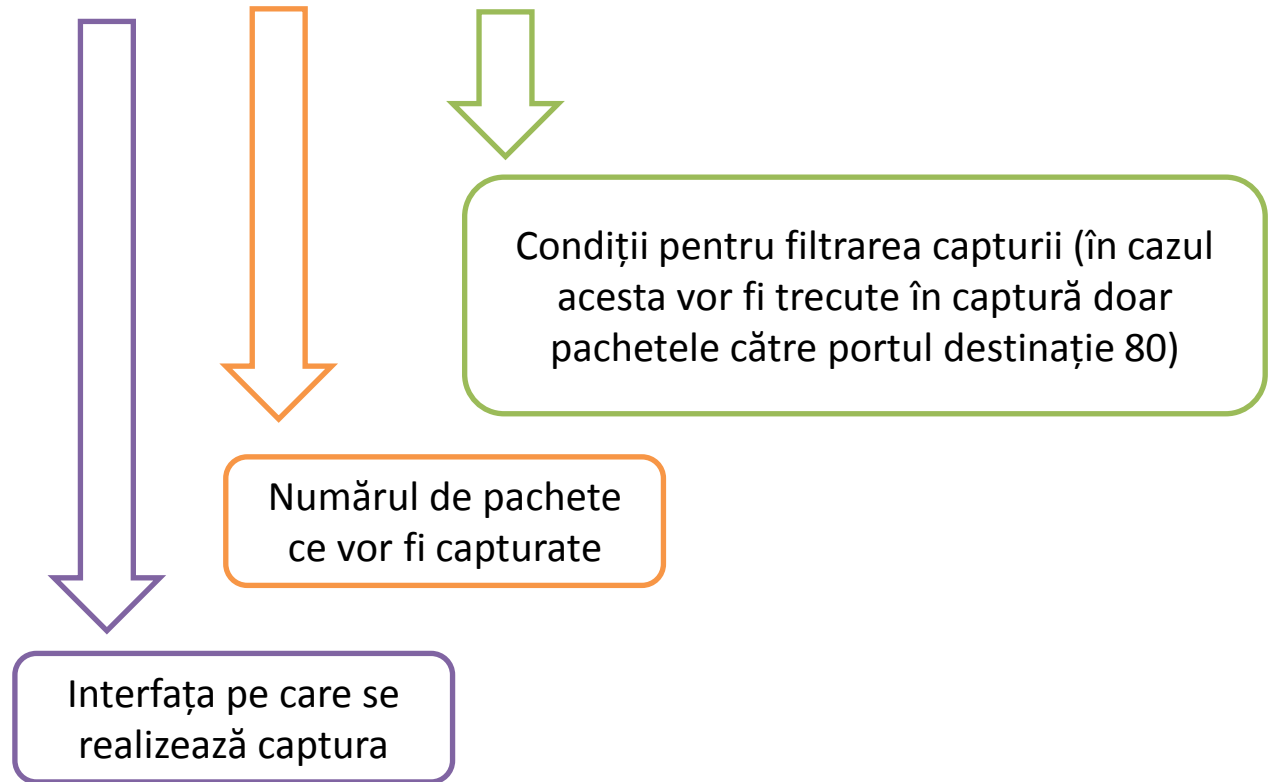 Condiții pentru filtrarea capturii (în cazul
acesta vor fi trecute în captură doar
pachetele către portul destinație 80)
Numărul de pachete
ce vor fi capturate
Interfața pe care se
realizează captura